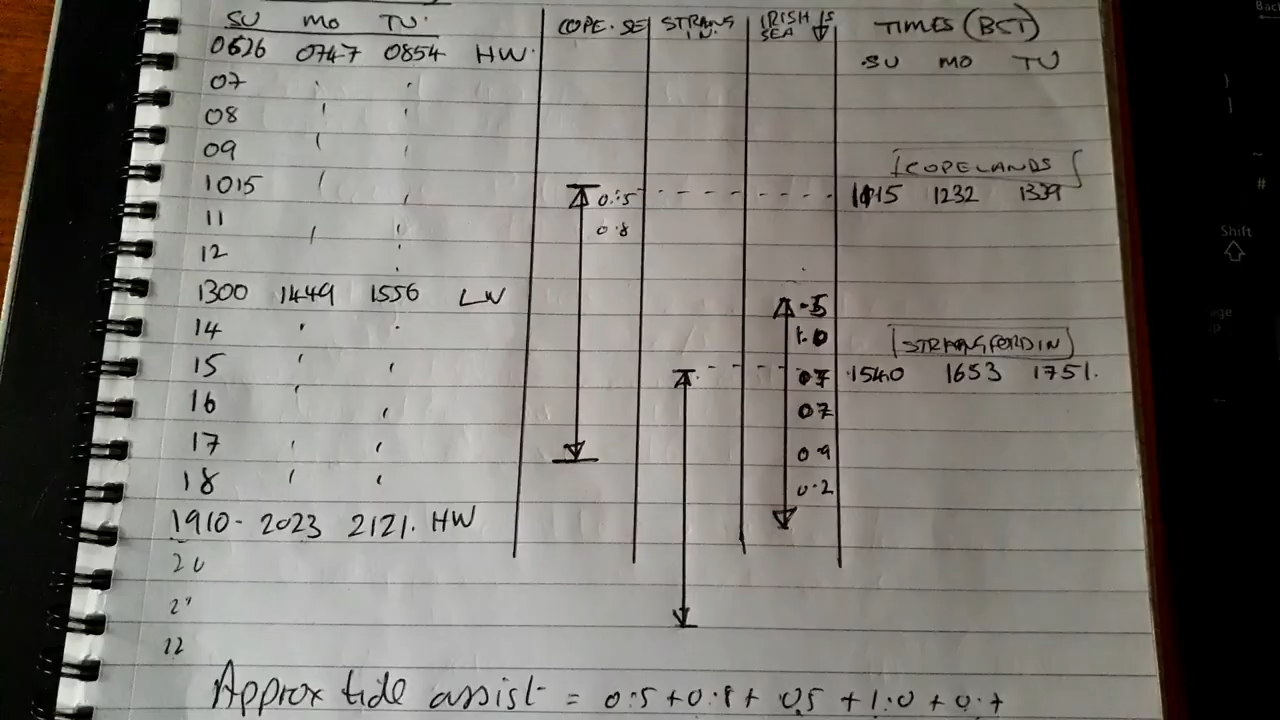 SU MO TU COPE. SE STRANG IN. IRISH SEA TIMES (BST)
0626 0747 0854 HW. SU MO TU
07
08
09 [COPELANDS]
1015 0.5 1115 1232 1339
11 0.8
12
1300 1449 1556 LW .5
14 1.0 [STRANGFORD IN]
15 0.7 1540 1653 1751.
16 0.7
17 0.9
18 0.2
1910 - 2023 2121. HW
20
21
22
Approx tide assist = 0.5 + 0.8 + 0.5 + 1.0 + 0.7
Shift